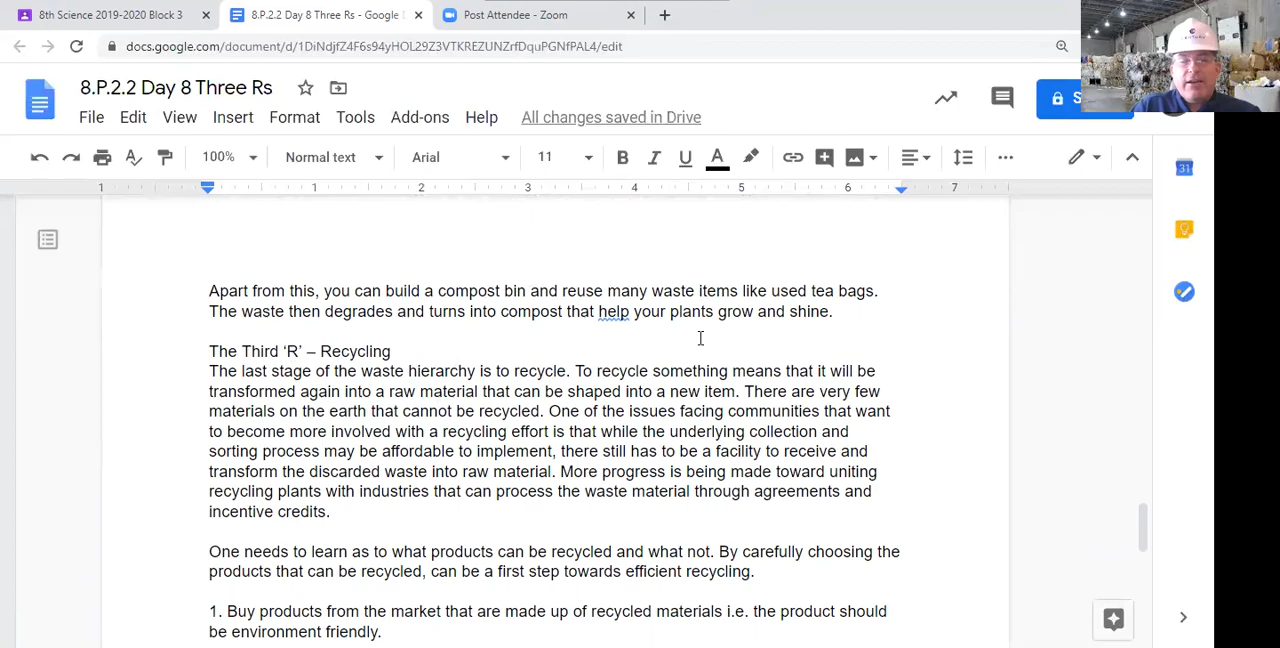 8th Science 2019-2020 Block 3
8.P.2.2 Day 8 Three Rs - Google
Post Attendee - Zoom
docs.google.com/document/d/1DiNdjfZ4F6s94yHOL29Z3VTKREZUNZrfDquPGNfPAL4/edit
8.P.2.2 Day 8 Three Rs
File Edit View Insert Format Tools Add-ons Help All changes saved in Drive
S
100% Normal text Arial 11 B I U A
1 1 2 3 4 5 6 7
31
Apart from this, you can build a compost bin and reuse many waste items like used tea bags.
The waste then degrades and turns into compost that help your plants grow and shine.
The Third ‘R’ – Recycling
The last stage of the waste hierarchy is to recycle. To recycle something means that it will be
transformed again into a raw material that can be shaped into a new item. There are very few
materials on the earth that cannot be recycled. One of the issues facing communities that want
to become more involved with a recycling effort is that while the underlying collection and
sorting process may be affordable to implement, there still has to be a facility to receive and
transform the discarded waste into raw material. More progress is being made toward uniting
recycling plants with industries that can process the waste material through agreements and
incentive credits.
One needs to learn as to what products can be recycled and what not. By carefully choosing the
products that can be recycled, can be a first step towards efficient recycling.
1. Buy products from the market that are made up of recycled materials i.e. the product should
be environment friendly.